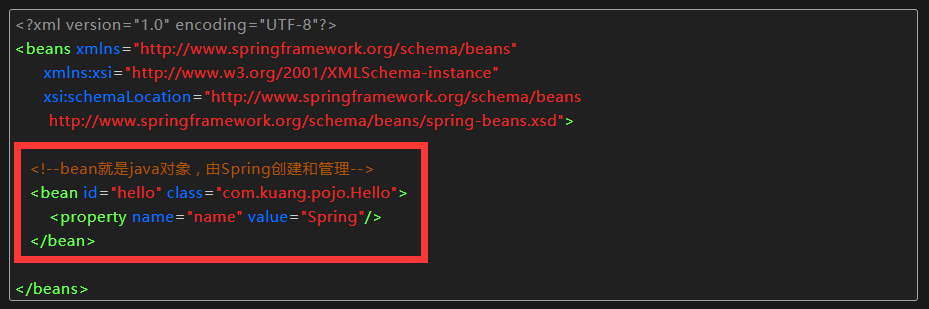 <?xml version="1.0" encoding="UTF-8"?>
<beans xmlns="http://www.springframework.org/schema/beans"
xmlns:xsi="http://www.w3.org/2001/XMLSchema-instance"
xsi:schemaLocation="http://www.springframework.org/schema/beans
http://www.springframework.org/schema/beans/spring-beans.xsd">
<!--bean就是java对象，由Spring创建和管理-->
<bean id="hello" class="com.kuang.pojo.Hello">
<property name="name" value="Spring"/>
</bean>
</beans>